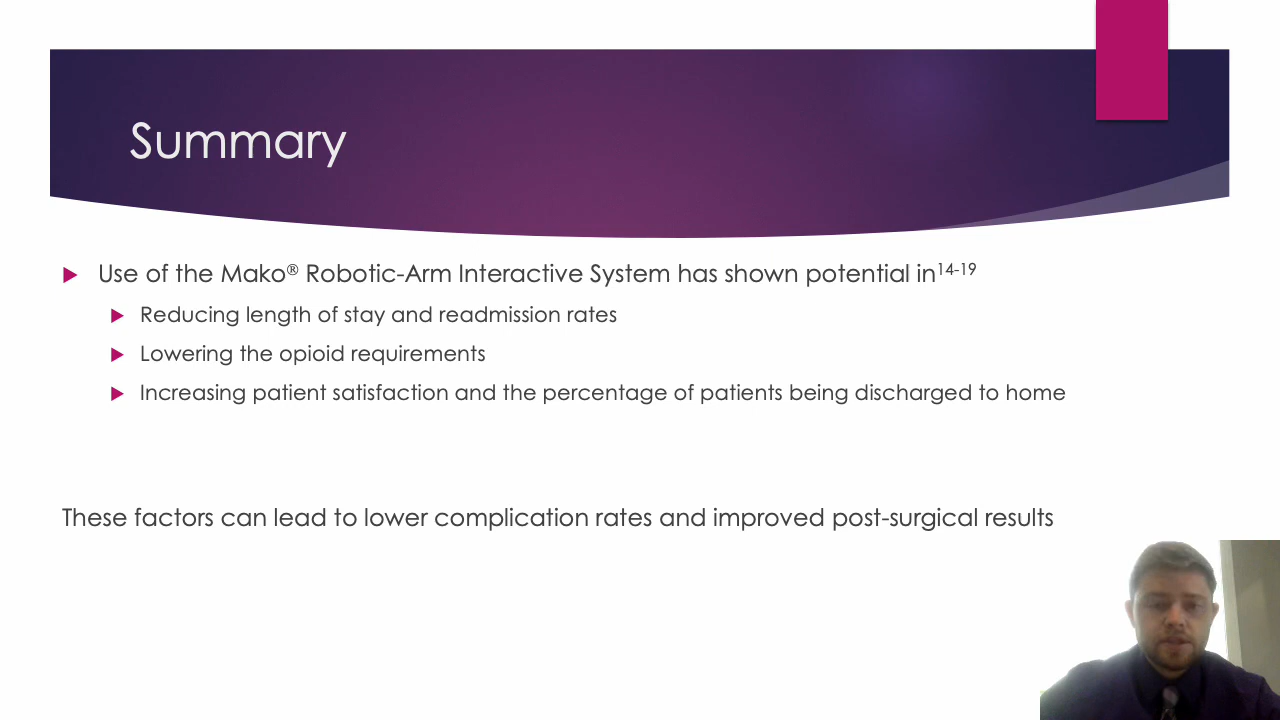 Summary
Use of the Mako® Robotic-Arm Interactive System has shown potential in14-19
Reducing length of stay and readmission rates
Lowering the opioid requirements
Increasing patient satisfaction and the percentage of patients being discharged to home
These factors can lead to lower complication rates and improved post-surgical results